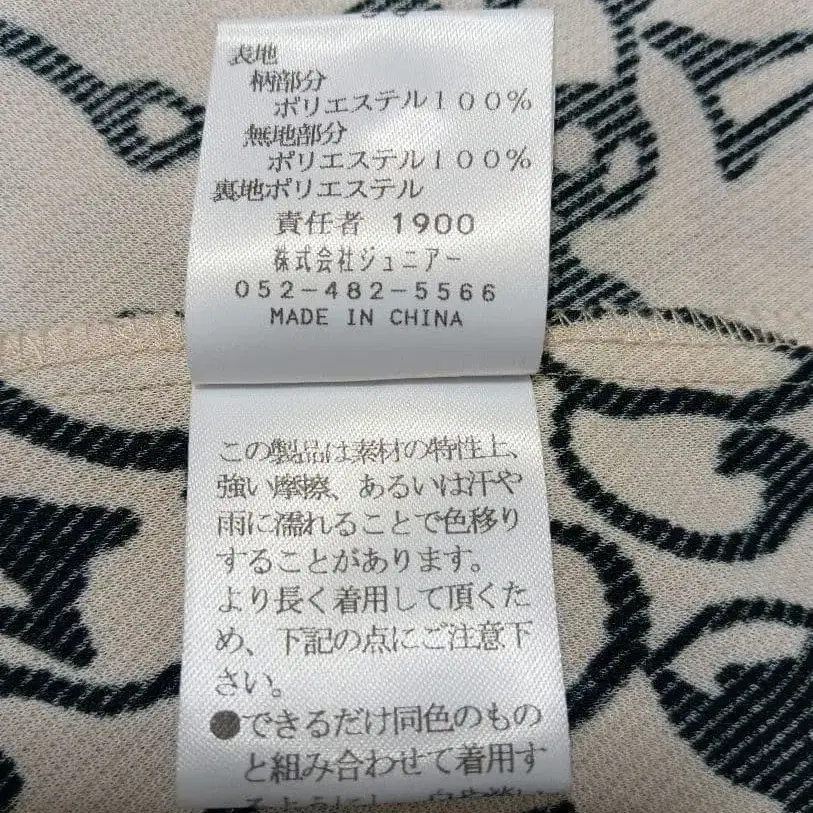 表地
柄部分
ポリエステル100%
無地部分
ポリエステル100%
裏地ポリエステル
責任者 1900
株式会社ジュニアー
052-482-5566
MADE IN CHINA
この製品は素材の特性上、
強い摩擦、あるいは汗や
雨に濡れることで色移り
することがあります。
より長く着用して頂くた
め、下記の点にご注意下
さい。
●できるだけ同色のもの
と組み合わせて着用す
るようにし、